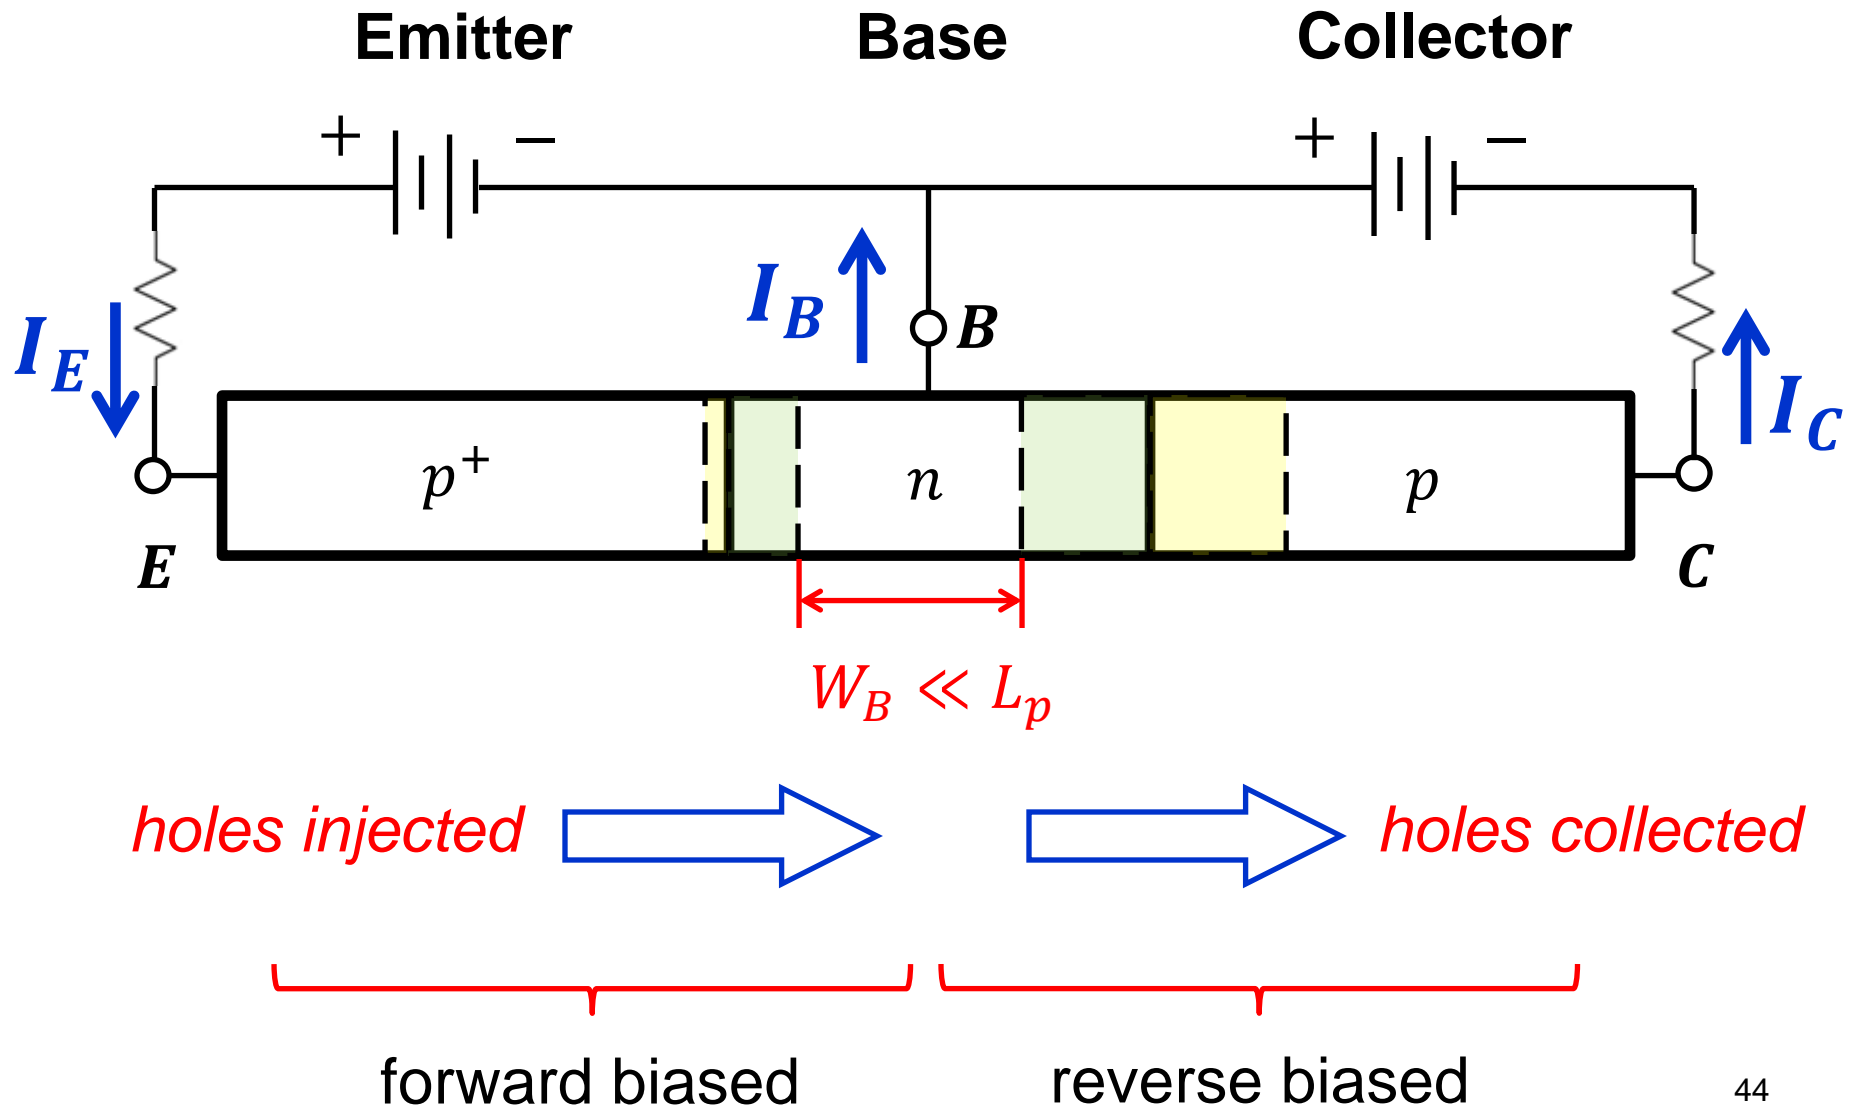 Emitter Base Collector
+ − + −
I_B
B
I_E
I_C
p⁺ n p
E C
W_B ≪ L_p
holes injected holes collected
forward biased reverse biased
44